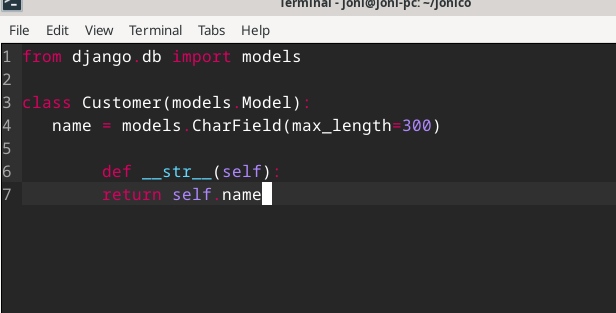 Terminal - joni@joni-pc: ~/jonico
File Edit View Terminal Tabs Help
1 from django.db import models
2
3 class Customer(models.Model):
4    name = models.CharField(max_length=300)
5
6         def __str__(self):
7         return self.name